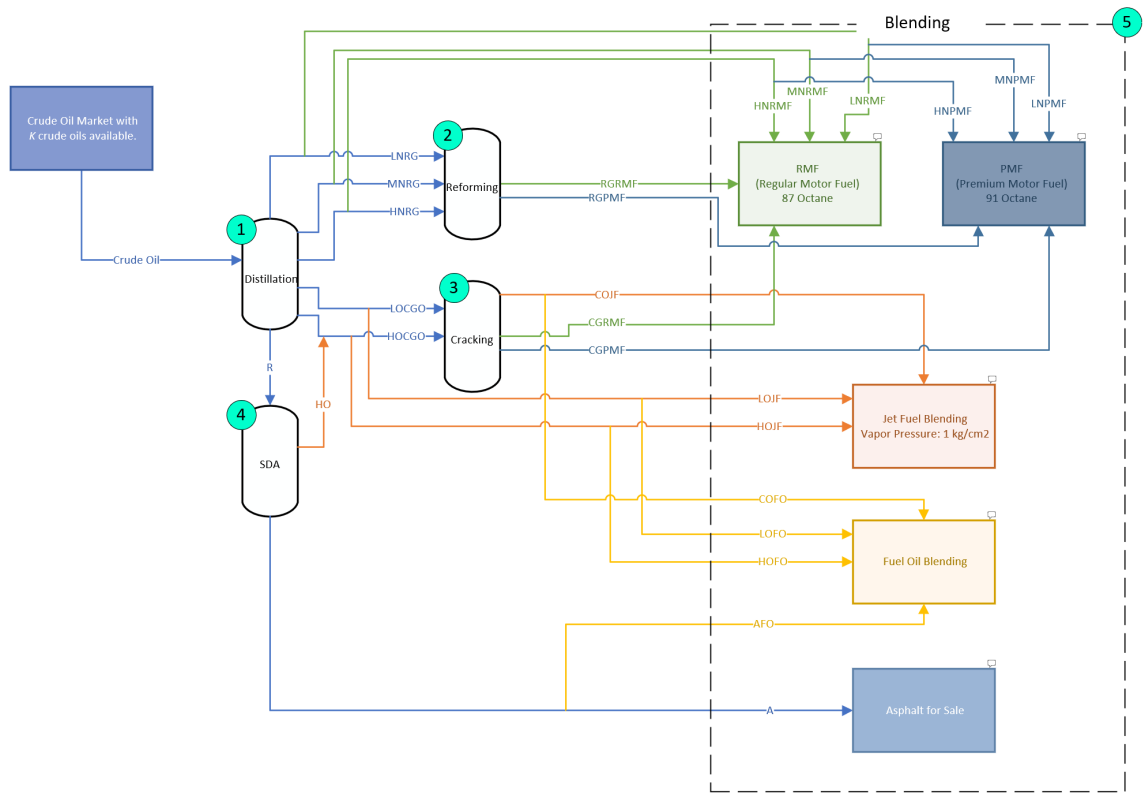 Blending
5
Crude Oil Market with
K crude oils available.
2
Reforming
LNRG
MNRG
HNRG
HNRMF
MNRMF
LNRMF
HNPMF
MNPMF
LNPMF
RMF
(Regular Motor Fuel)
87 Octane
PMF
(Premium Motor Fuel)
91 Octane
RGRMF
RGPMF
1
Distillation
Crude Oil
3
Cracking
LOCGO
HOCGO
COJF
CGRMF
CGPMF
R
HO
4
SDA
LOJF
HOJF
Jet Fuel Blending
Vapor Pressure: 1 kg/cm2
COFO
LOFO
HOFO
Fuel Oil Blending
AFO
A
Asphalt for Sale